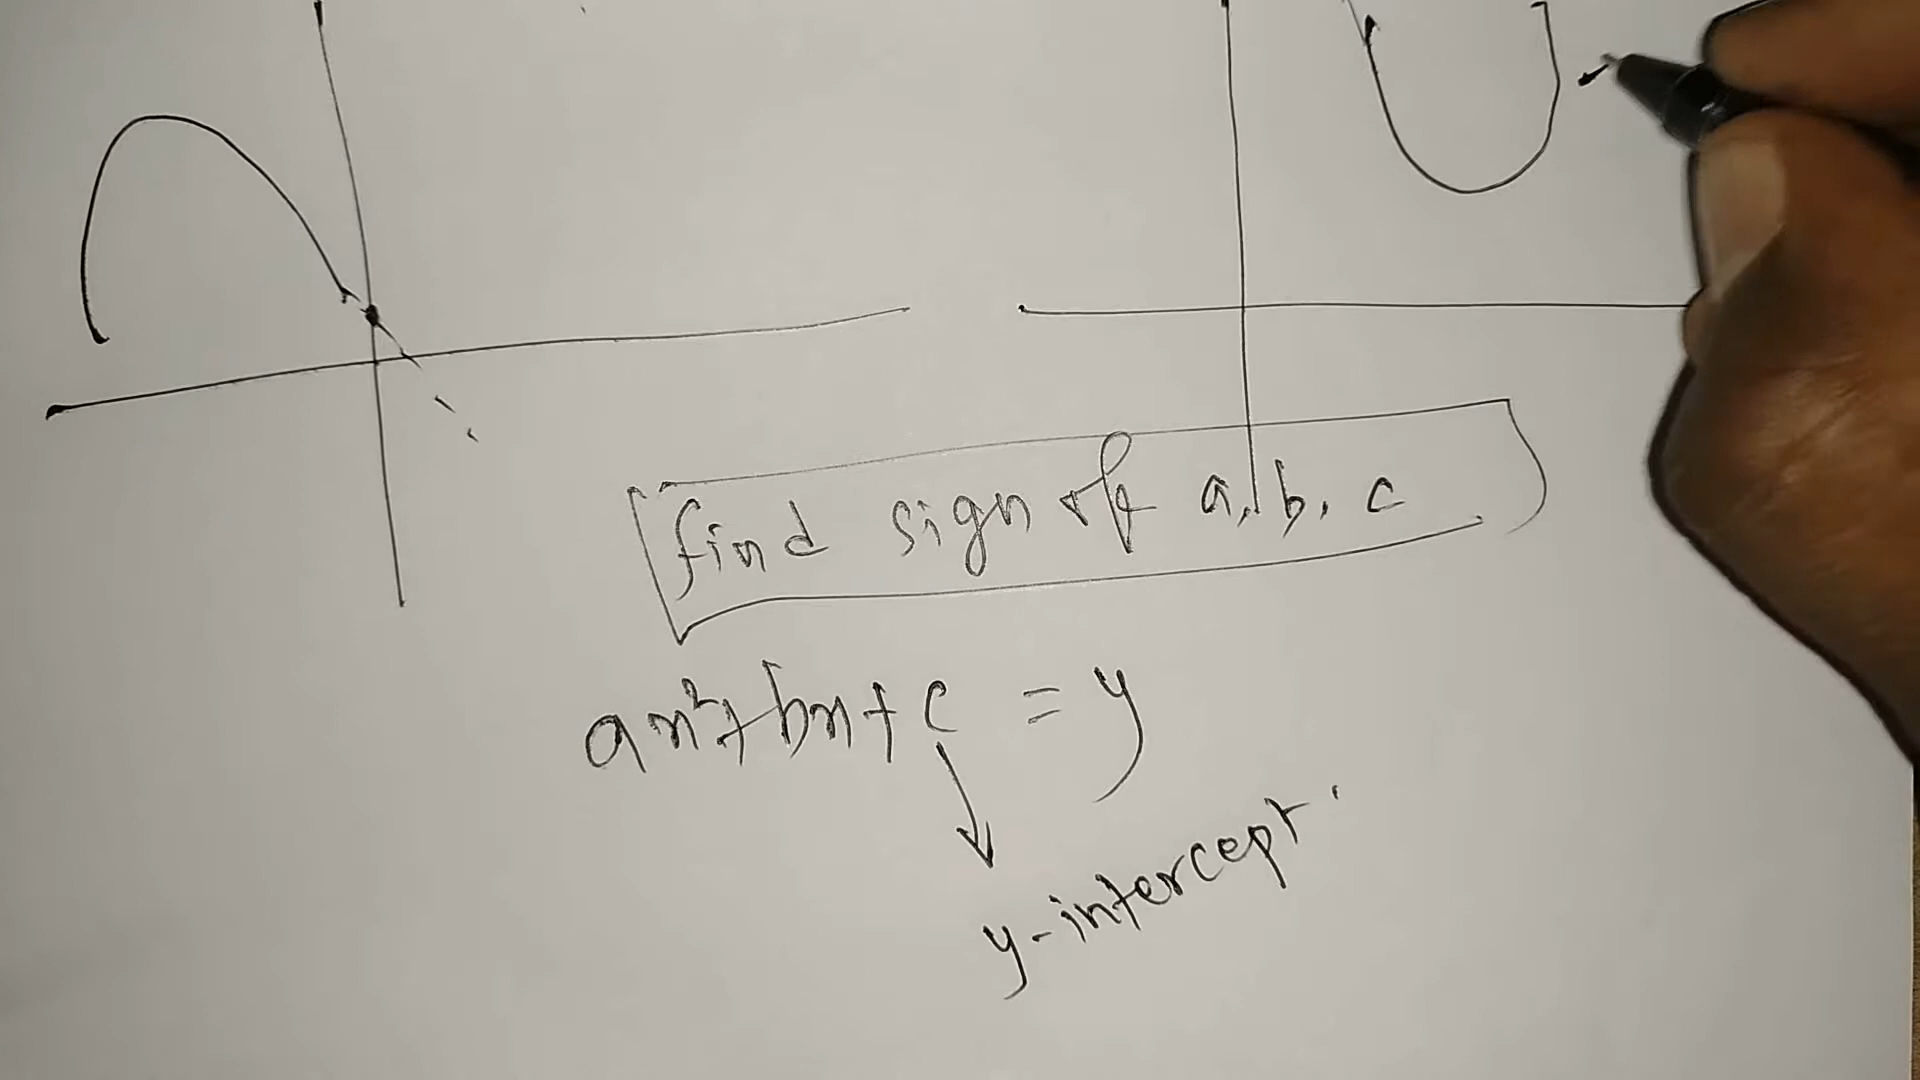 find sign of a, b, c
ax²+bx+c = y
y-intercept.